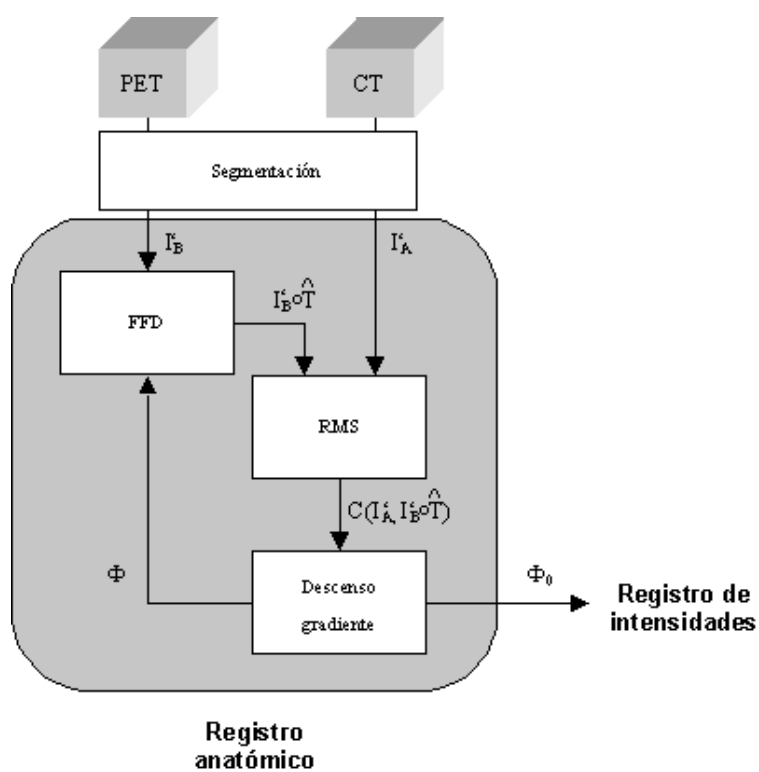 PET
CT
Segmentación
I'B
I'A
I'B∘T̂
FFD
RMS
C(I'A, I'B∘T̂)
Φ
Descenso
gradiente
Φ0
Registro de
intensidades
Registro
anatómico